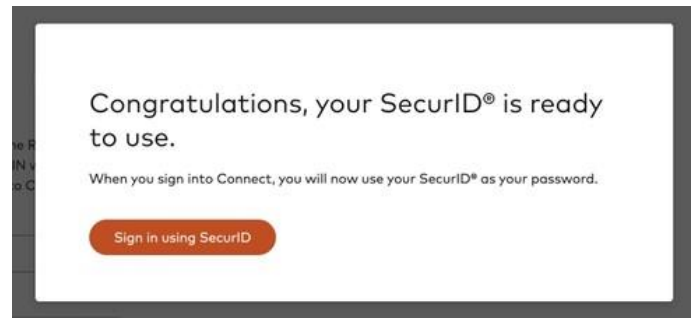 Congratulations, your SecurID® is ready
to use.
When you sign into Connect, you will now use your SecurID® as your password.
Sign in using SecurID